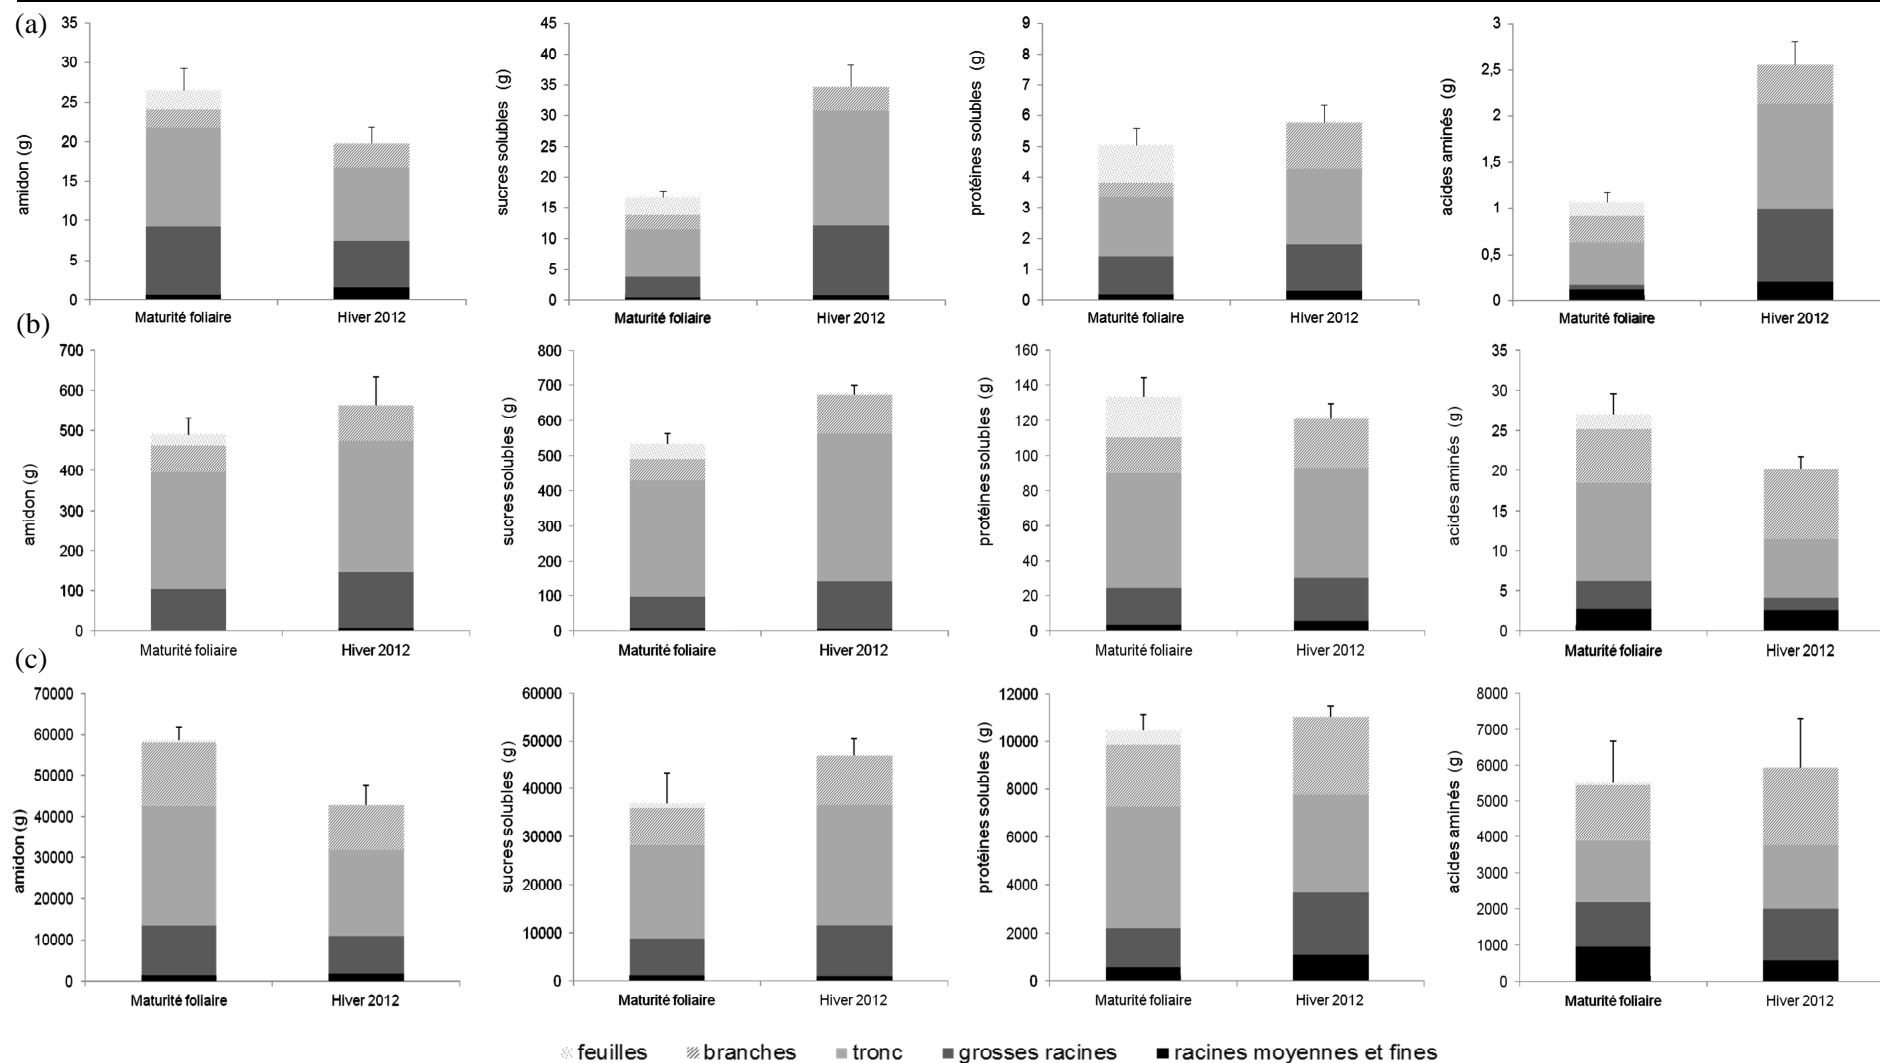 (a)
amidon (g)
35
30
25
20
15
10
5
0
Maturité foliaire
Hiver 2012
sucres solubles (g)
45
40
35
30
25
20
15
10
5
0
Maturité foliaire
Hiver 2012
protéines solubles (g)
9
8
7
6
5
4
3
2
1
0
Maturité foliaire
Hiver 2012
acides aminés (g)
3
2,5
2
1,5
1
0,5
0
Maturité foliaire
Hiver 2012
(b)
amidon (g)
700
600
500
400
300
200
100
0
Maturité foliaire
Hiver 2012
sucres solubles (g)
800
700
600
500
400
300
200
100
0
Maturité foliaire
Hiver 2012
protéines solubles (g)
160
140
120
100
80
60
40
20
0
Maturité foliaire
Hiver 2012
acides aminés (g)
35
30
25
20
15
10
5
0
Maturité foliaire
Hiver 2012
(c)
amidon (g)
70000
60000
50000
40000
30000
20000
10000
0
Maturité foliaire
Hiver 2012
sucres solubles (g)
60000
50000
40000
30000
20000
10000
0
Maturité foliaire
Hiver 2012
protéines solubles (g)
12000
10000
8000
6000
4000
2000
0
Maturité foliaire
Hiver 2012
acides aminés (g)
8000
7000
6000
5000
4000
3000
2000
1000
0
Maturité foliaire
Hiver 2012
feuilles branches tronc grosses racines racines moyennes et fines